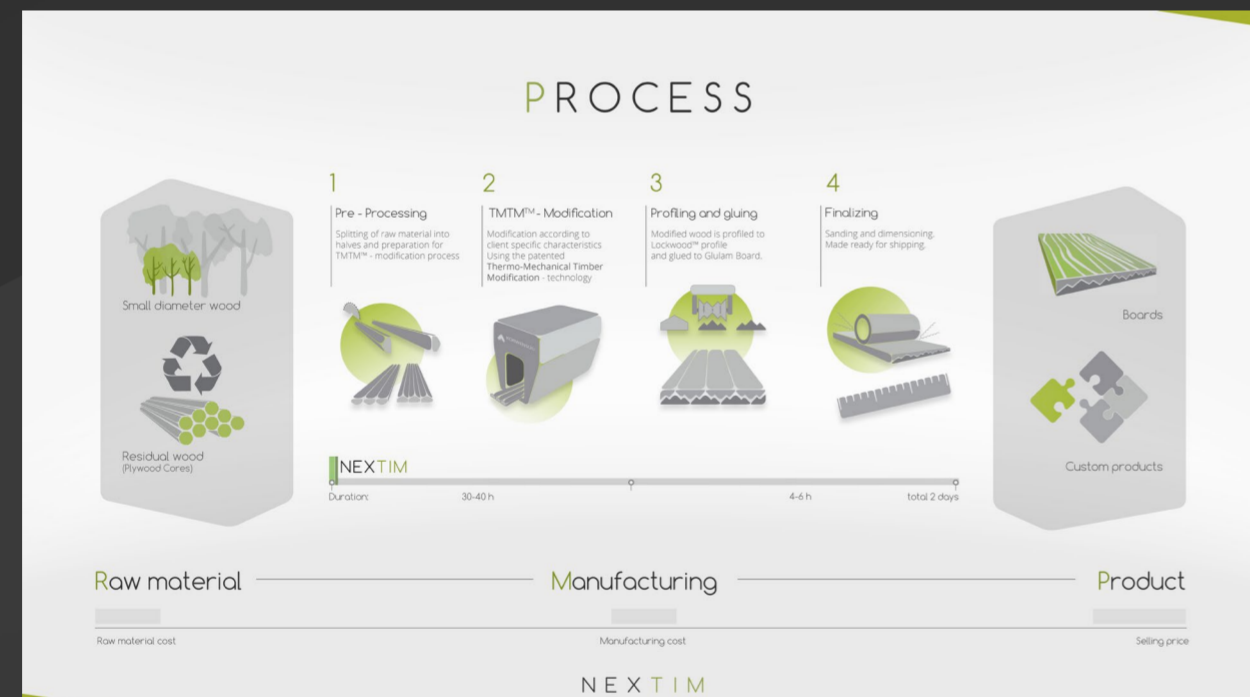 PROCESS
1
Pre - Processing
Splitting of raw material into
halves and preparation for
TMTM™ - modification process
2
TMTM™ - Modification
Modification according to
client specific characteristics
Using the patented
Thermo-Mechanical Timber
Modification - technology
3
Profiling and gluing
Modified wood is profiled to
Lockwood™ profile
and glued to Glulam Board.
4
Finalizing
Sanding and dimensioning.
Made ready for shipping.
Small diameter wood
Residual wood
(Plywood Cores)
Boards
Custom products
NEXTIM
Duration: 30-40 h 4-6 h total 2 days
Raw material Manufacturing Product
Raw material cost Manufacturing cost Selling price
NEXTIM